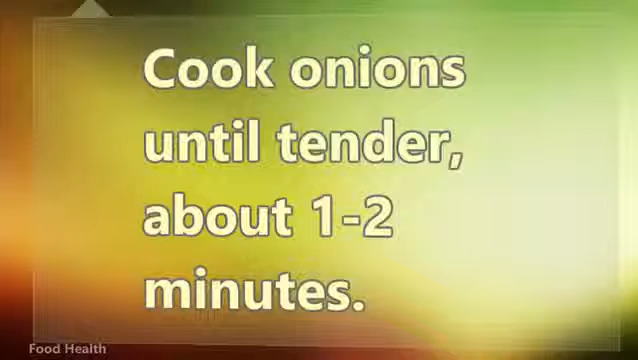 Cook onions
until tender,
about 1-2
minutes.
Food Health